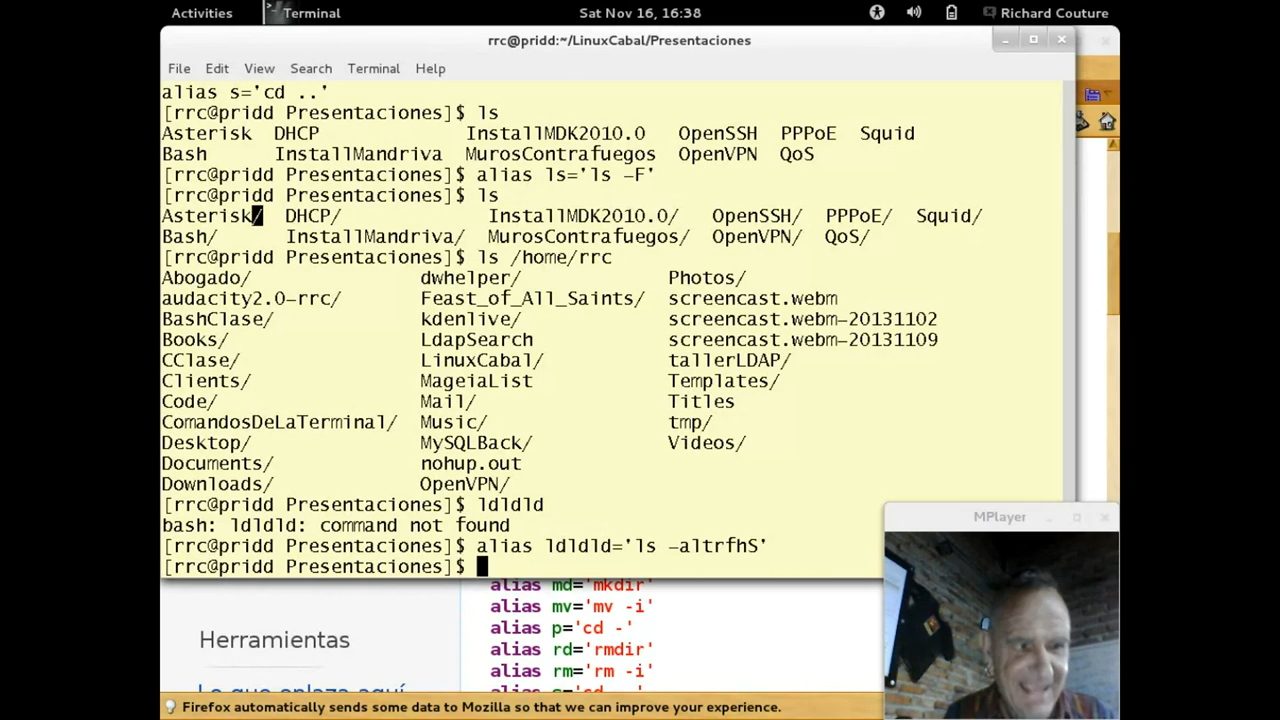 Activities Terminal Sat Nov 16, 16:38 Richard Couture
rrc@pridd:~/LinuxCabal/Presentaciones
File Edit View Search Terminal Help
alias s='cd ..'
[rrc@pridd Presentaciones]$ ls
Asterisk DHCP InstallMDK2010.0 OpenSSH PPPoE Squid
Bash InstallMandriva MurosContrafuegos OpenVPN QoS
[rrc@pridd Presentaciones]$ alias ls='ls -F'
[rrc@pridd Presentaciones]$ ls
Asterisk/ DHCP/ InstallMDK2010.0/ OpenSSH/ PPPoE/ Squid/
Bash/ InstallMandriva/ MurosContrafuegos/ OpenVPN/ QoS/
[rrc@pridd Presentaciones]$ ls /home/rrc
Abogado/ dwhelper/ Photos/
audacity2.0-rrc/ Feast_of_All_Saints/ screencast.webm
BashClase/ kdenlive/ screencast.webm-20131102
Books/ LdapSearch screencast.webm-20131109
CClase/ LinuxCabal/ tallerLDAP/
Clients/ MageiaList Templates/
Code/ Mail/ Titles
ComandosDeLaTerminal/ Music/ tmp/
Desktop/ MySQLBack/ Videos/
Documents/ nohup.out
Downloads/ OpenVPN/
[rrc@pridd Presentaciones]$ ldldld
bash: ldldld: command not found
[rrc@pridd Presentaciones]$ alias ldldld='ls -altrfhS'
[rrc@pridd Presentaciones]$
MPlayer
alias md='mkdir'
alias mv='mv -i'
alias p='cd -'
alias rd='rmdir'
alias rm='rm -i'
Herramientas
Lo que enlaza aquí
Firefox automatically sends some data to Mozilla so that we can improve your experience.